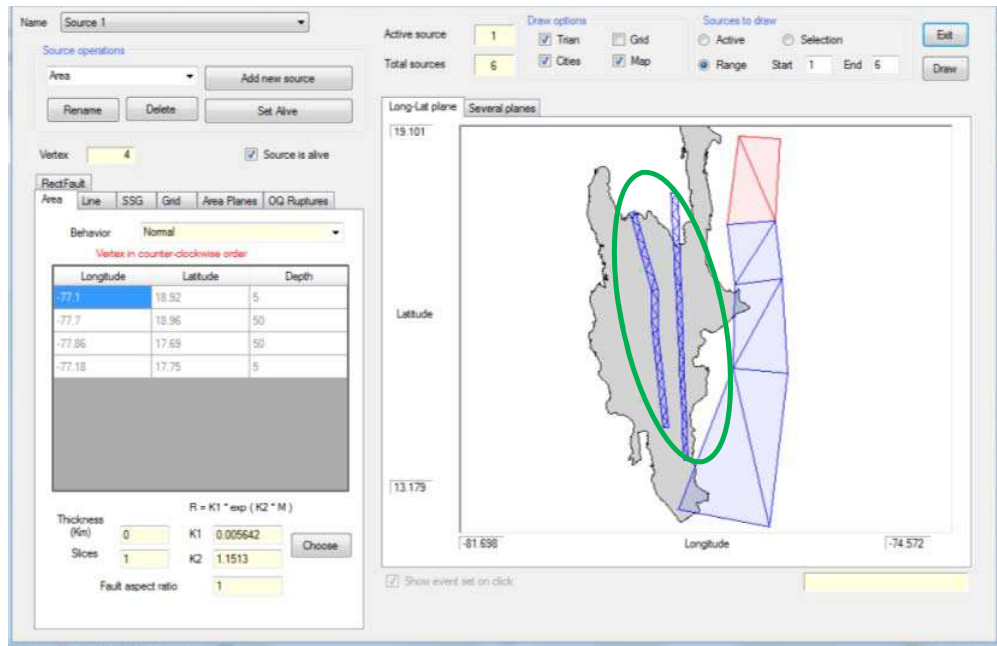 Name Source 1
Source operations
Area
Add new source
Rename Delete Set Alive
Vertex 4 Source is alive
RectFault
Area Line SSG Grid Area Planes OQ Ruptures
Behavior Normal
Vertex in counter-clockwise order
Longitude Latitude Depth
-77.1 18.92 5
-77.7 18.96 50
-77.86 17.69 50
-77.18 17.75 5
R = K1 * exp ( K2 * M )
Thickness
(Km) 0 K1 0.005642
Choose
Slices 1 K2 1.1513
Fault aspect ratio 1
Active source 1
Total sources 6
Draw options
Trian Grid
Cities Map
Sources to draw
Active Selection
Range Start 1 End 6
Exit
Draw
Long-Lat plane Several planes
19.101
Latitude
13.179
-81.698 Longitude -74.572
Show event set on click